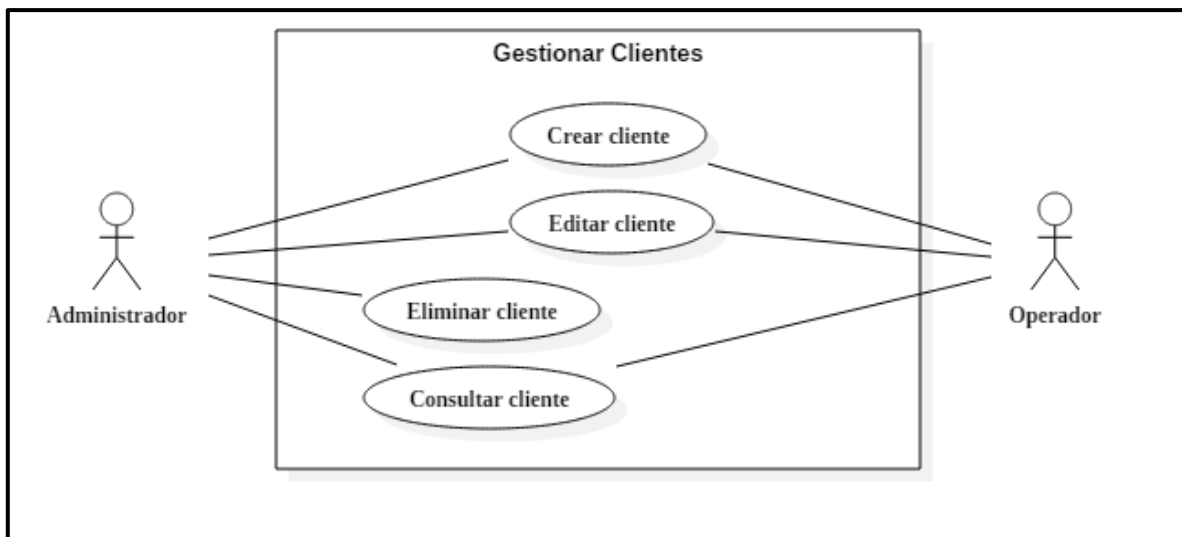 Gestionar Clientes
Crear cliente
Editar cliente
Eliminar cliente
Consultar cliente
Administrador
Operador